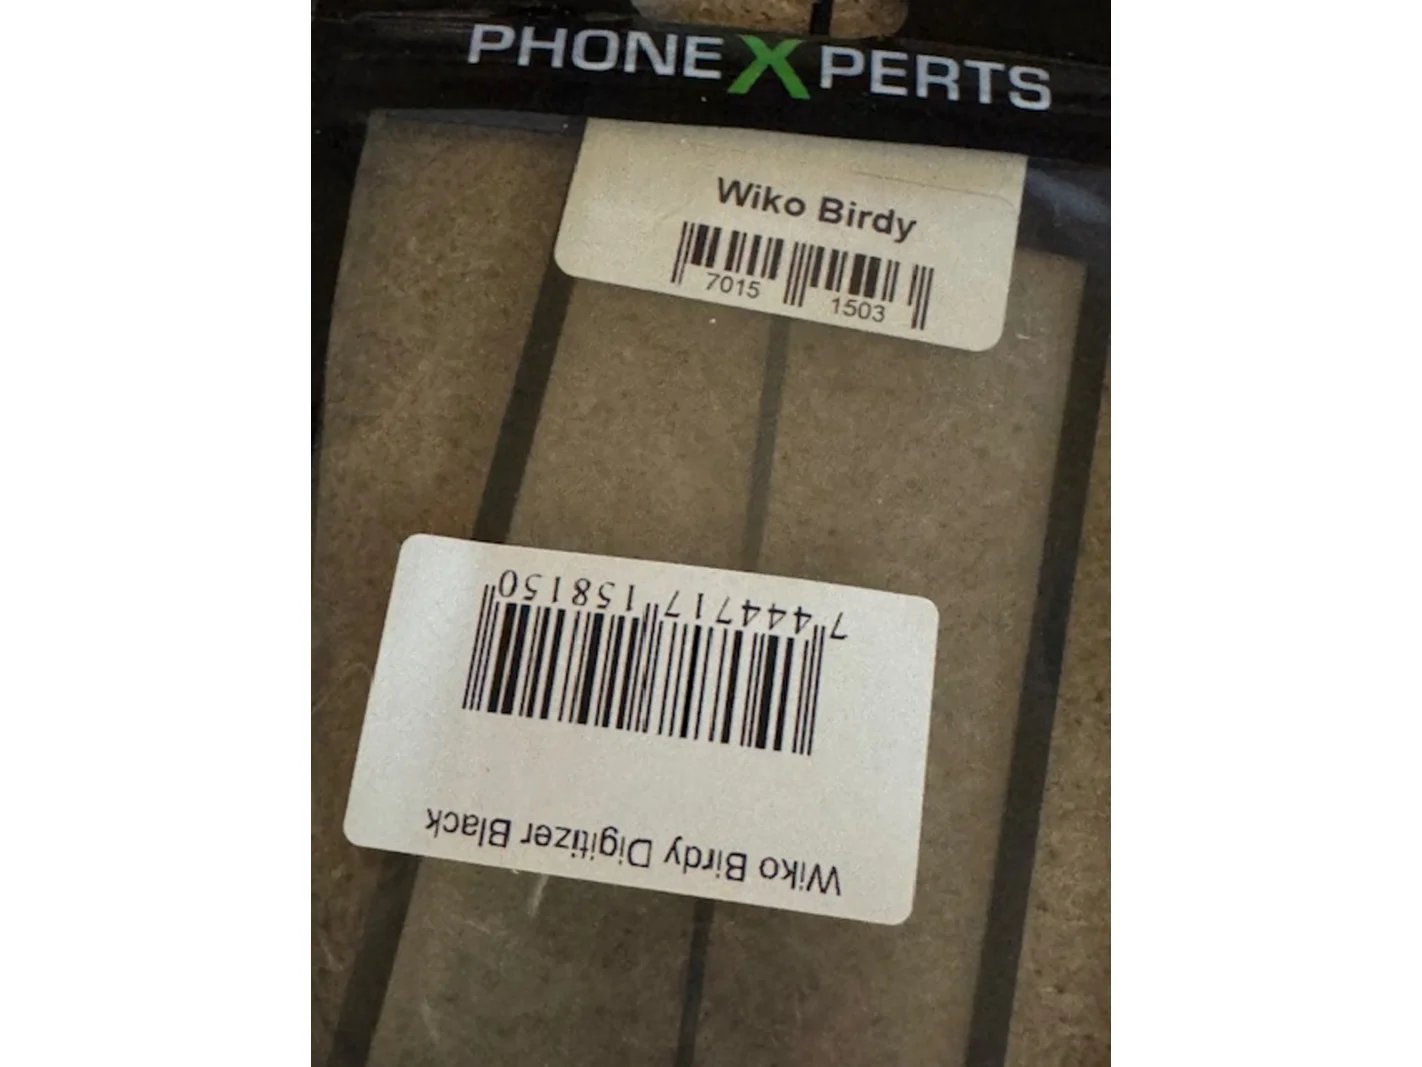 PHONEXPERTS
Wiko Birdy
7015 1503
Wiko Birdy Digitizer Black
7 444717 158150